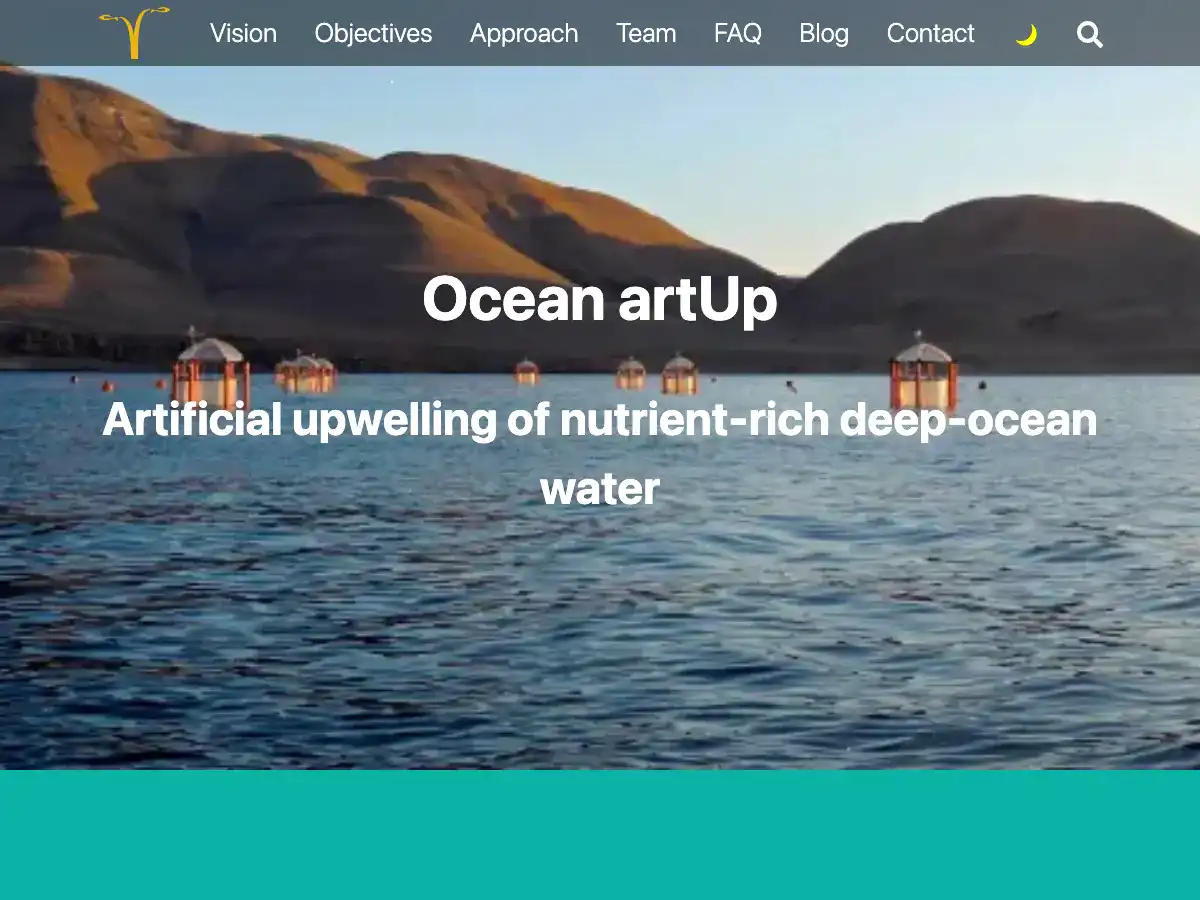 Vision Objectives Approach Team FAQ Blog Contact
Ocean artUp
Artificial upwelling of nutrient-rich deep-ocean
water